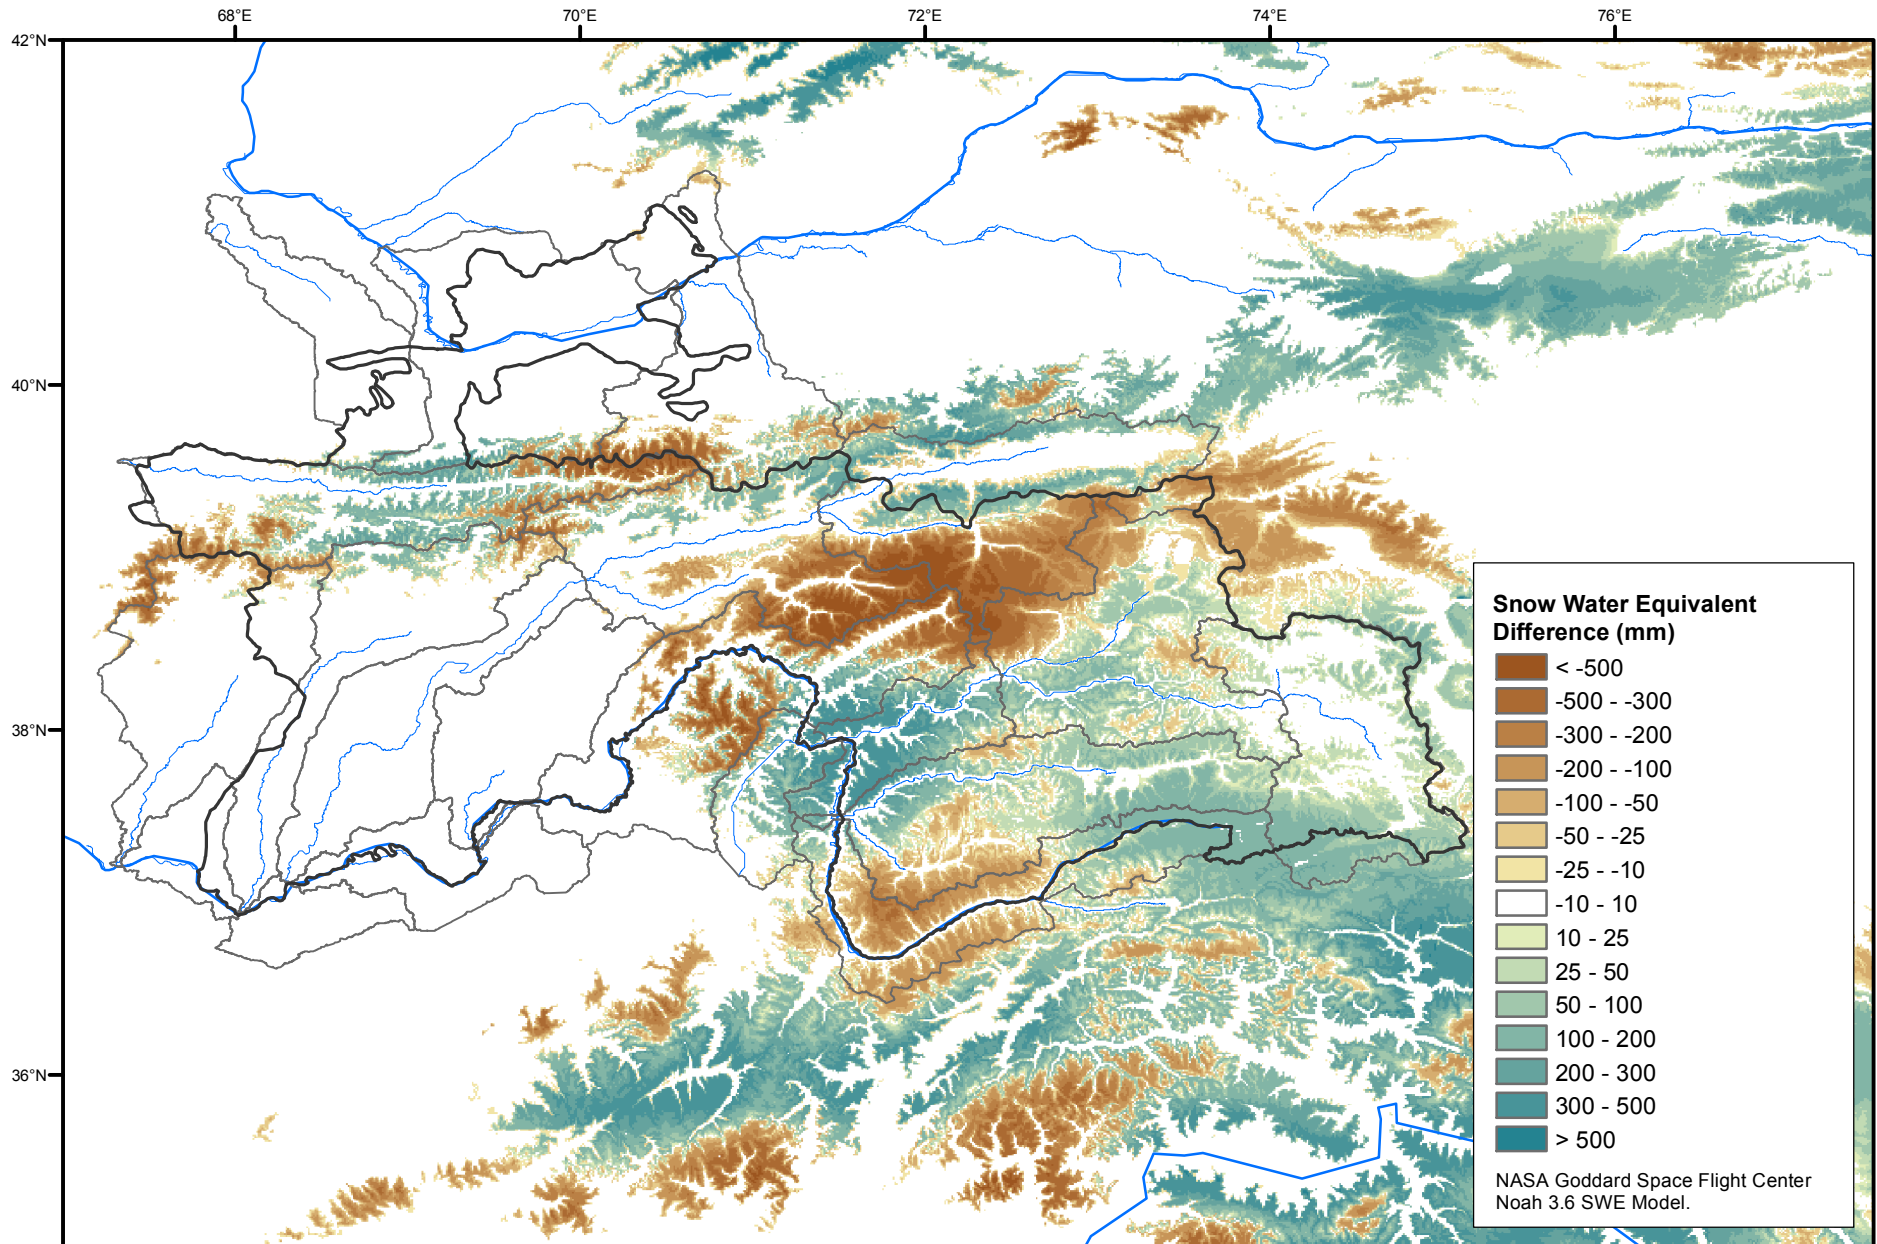 68°E 70°E 72°E 74°E 76°E
42°N
40°N
38°N
36°N
Snow Water Equivalent
Difference (mm)
< -500
-500 - -300
-300 - -200
-200 - -100
-100 - -50
-50 - -25
-25 - -10
-10 - 10
10 - 25
25 - 50
50 - 100
100 - 200
200 - 300
300 - 500
> 500
NASA Goddard Space Flight Center
Noah 3.6 SWE Model.